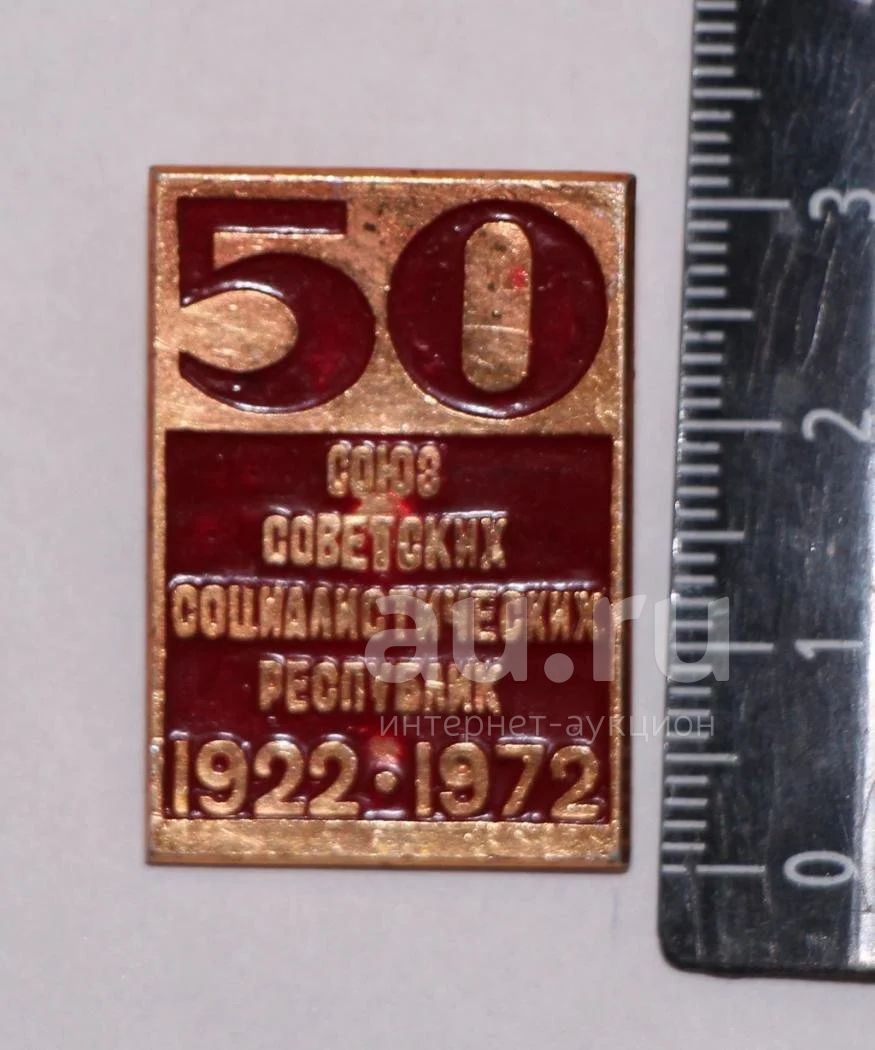 50
СОЮЗ
СОВЕТСКИХ
СОЦИАЛИСТИЧЕСКИХ
РЕСПУБЛИК
1922·1972
au.ru
интернет-аукцион
3
2
1
0